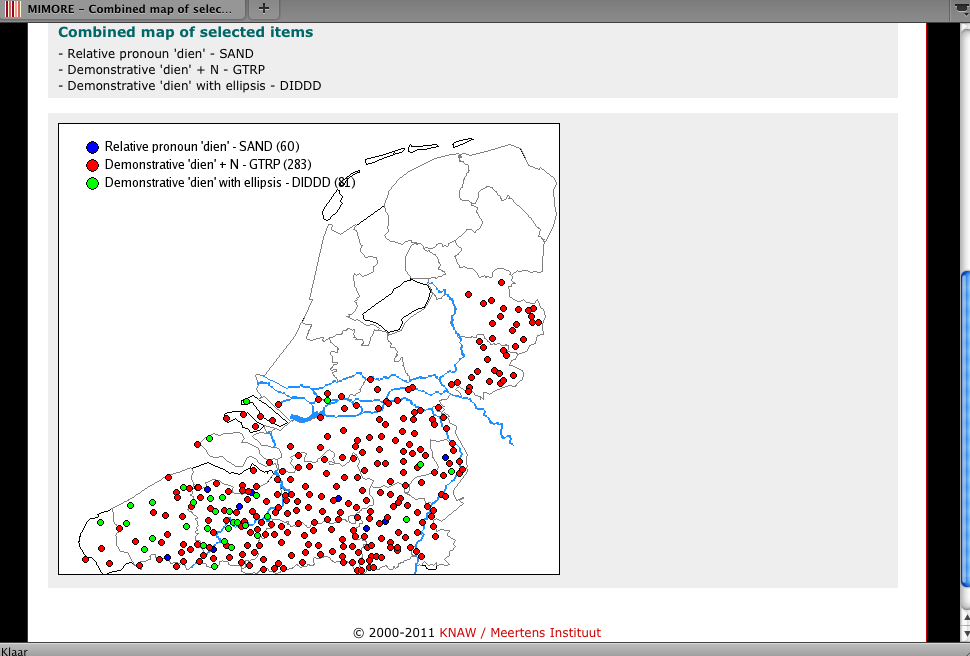 MIMORE – Combined map of selec...
+
Combined map of selected items
- Relative pronoun 'dien' - SAND
- Demonstrative 'dien' + N - GTRP
- Demonstrative 'dien' with ellipsis - DIDDD
Relative pronoun 'dien' - SAND (60)
Demonstrative 'dien' + N - GTRP (283)
Demonstrative 'dien' with ellipsis - DIDDD (81)
© 2000-2011 KNAW / Meertens Instituut
Klaar